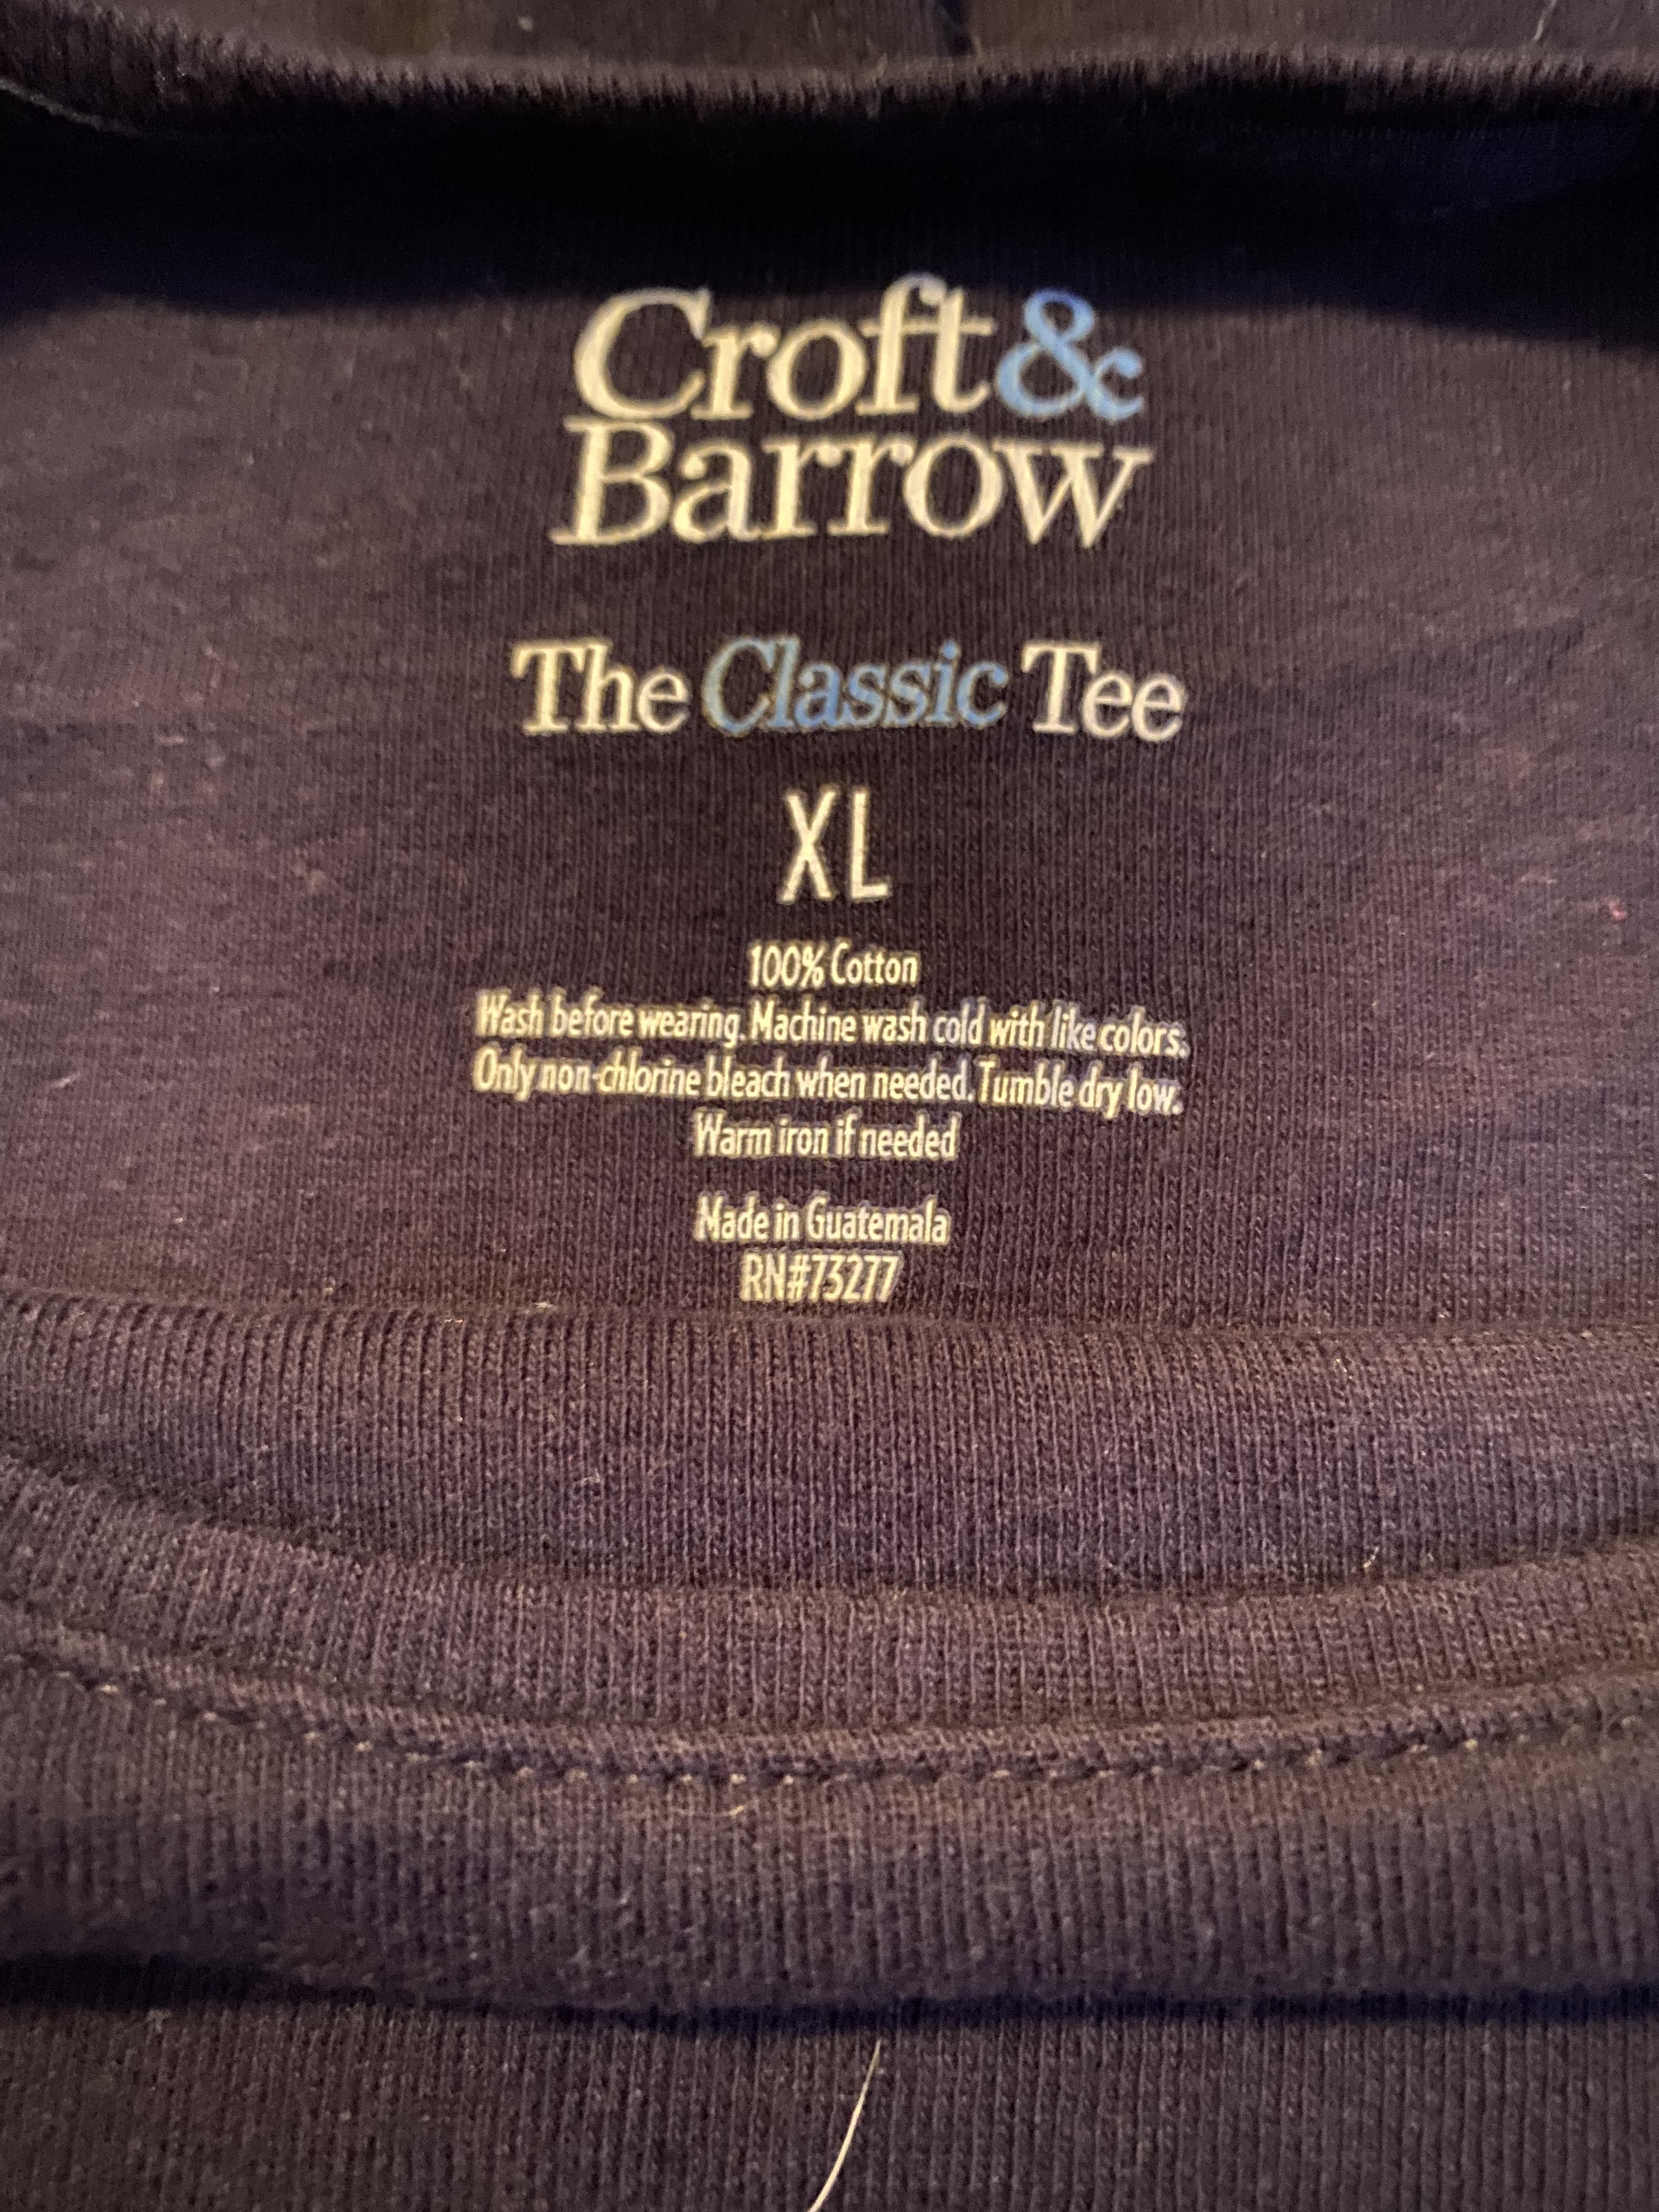 Croft &
Barrow
The Classic Tee
XL
100% Cotton
Wash before wearing. Machine wash cold with like colors.
Only non-chlorine bleach when needed. Tumble dry low.
Warm iron if needed
Made in Guatemala
RN#73277